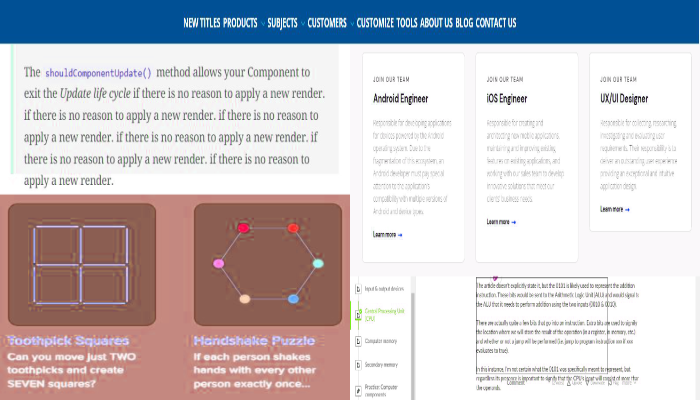 NEW TITLES PRODUCTS SUBJECTS CUSTOMERS CUSTOMIZE TOOLS ABOUT US BLOG CONTACT US
The shouldComponentUpdate() method allows your Component to
exit the Update life cycle if there is no reason to apply a new render.
if there is no reason to apply a new render. if there is no reason to
apply a new render. if there is no reason to apply a new render. if
there is no reason to apply a new render. if there is no reason to
apply a new render.
JOIN OUR TEAM
Android Engineer
Responsible for developing applications
for devices powered by the Android
operating system. Due to the
fragmentation of this ecosystem, an
Android developer must pay special
attention to the application's
compatibility with multiple versions of
Android and device types.
Learn more →
JOIN OUR TEAM
iOS Engineer
Responsible for creating and
architecting new mobile applications,
maintaining and improving existing
features on existing applications, and
working with our sales team to develop
innovative solutions that meet our
clients' business needs.
Learn more →
JOIN OUR TEAM
UX/UI Designer
Responsible for collecting, researching,
investigating and evaluating user
requirements. Their responsibility is to
deliver an outstanding user experience
providing an exceptional and intuitive
application design.
Learn more →
Toothpick Squares
Can you move just TWO
toothpicks and create
SEVEN squares?
Handshake Puzzle
If each person shakes
hands with every other
person exactly once...
Input & output devices
Central Processing Unit
(CPU)
Computer memory
Secondary memory
Practice: Computer
components
The article doesn't explicitly state it, but the 0101 is likely used to represent the addition
instruction. These bits would be sent to the Arithmetic Logic Unit (ALU) and would signal to
the ALU that it needs to perform addition using the two inputs (0010 & 0010).
There are actually quite a few bits that go into an instruction. Extra bits are used to signify
the location where we will store the result of the operation (in a register, in memory, etc.)
and whether or not a jump will be performed (i.e. jump to program instruction xxx if xxx
evaluates to true).
In this instance, I'm not certain what the 0101 was specifically meant to represent, but
regardless its purpose is important to signify that the CPU's input will consist of more than
the operands.
Comment